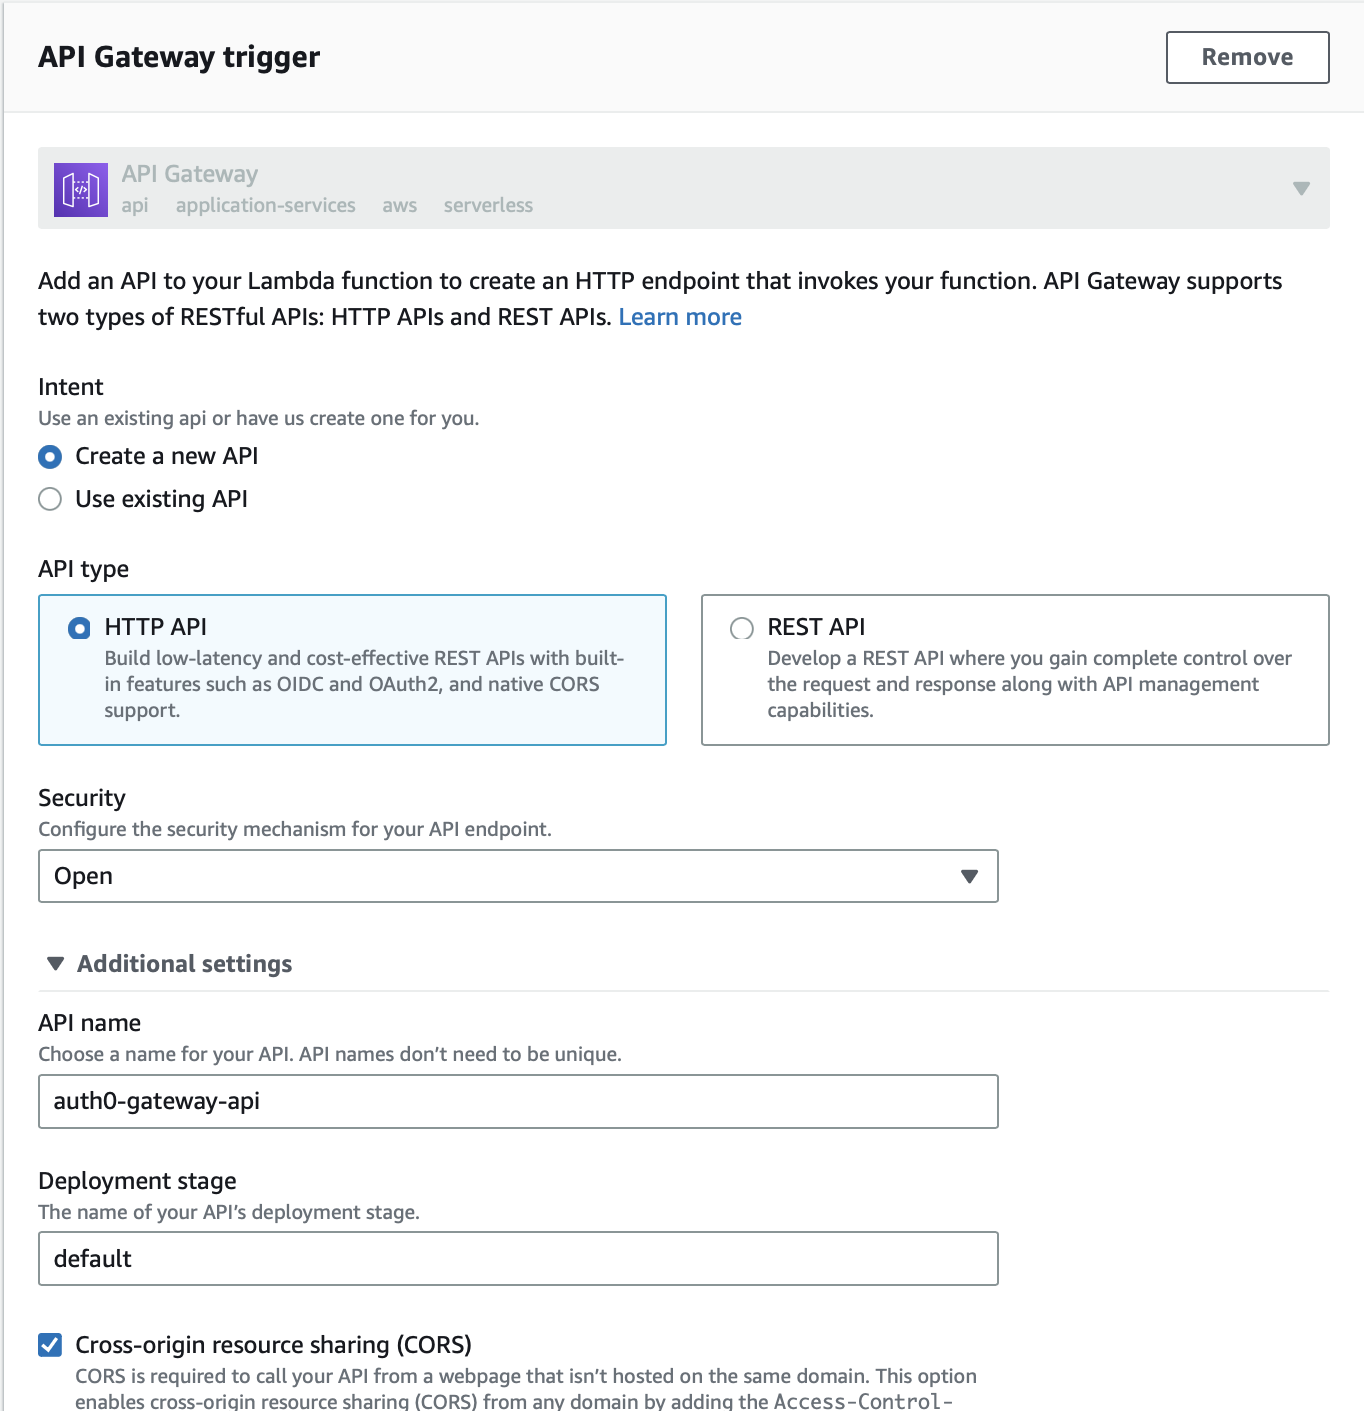 API Gateway trigger
Remove
API Gateway
api application-services aws serverless
Add an API to your Lambda function to create an HTTP endpoint that invokes your function. API Gateway supports
two types of RESTful APIs: HTTP APIs and REST APIs. Learn more
Intent
Use an existing api or have us create one for you.
Create a new API
Use existing API
API type
HTTP API
Build low-latency and cost-effective REST APIs with built-
in features such as OIDC and OAuth2, and native CORS
support.
REST API
Develop a REST API where you gain complete control over
the request and response along with API management
capabilities.
Security
Configure the security mechanism for your API endpoint.
Open
Additional settings
API name
Choose a name for your API. API names don’t need to be unique.
auth0-gateway-api
Deployment stage
The name of your API’s deployment stage.
default
Cross-origin resource sharing (CORS)
CORS is required to call your API from a webpage that isn’t hosted on the same domain. This option
enables cross-origin resource sharing (CORS) from any domain by adding the Access-Control-